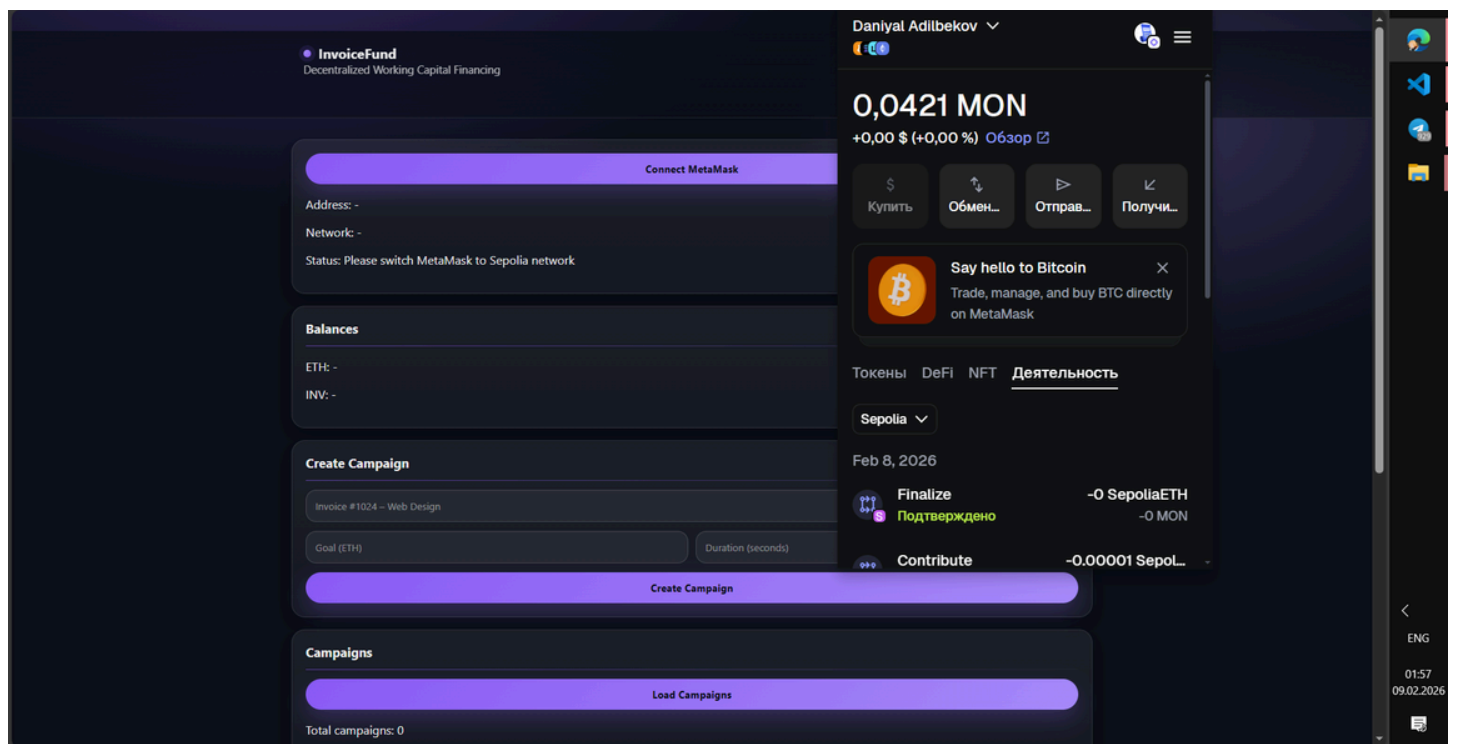 InvoiceFund
Decentralized Working Capital Financing
Connect MetaMask
Address: -
Network: -
Status: Please switch MetaMask to Sepolia network
Balances
ETH: -
INV: -
Create Campaign
Invoice #1024 – Web Design
Goal (ETH)
Duration (seconds)
Create Campaign
Campaigns
Load Campaigns
Total campaigns: 0
Daniyal Adilbekov
0,0421 MON
+0,00 $ (+0,00 %) Обзор
$
Купить
Обмен...
Отправ...
Получи...
Say hello to Bitcoin
Trade, manage, and buy BTC directly
on MetaMask
Токены DeFi NFT Деятельность
Sepolia
Feb 8, 2026
Finalize -0 SepoliaETH
S
Подтверждено -0 MON
Contribute -0.00001 Sepol...
ENG
01:57
09.02.2026